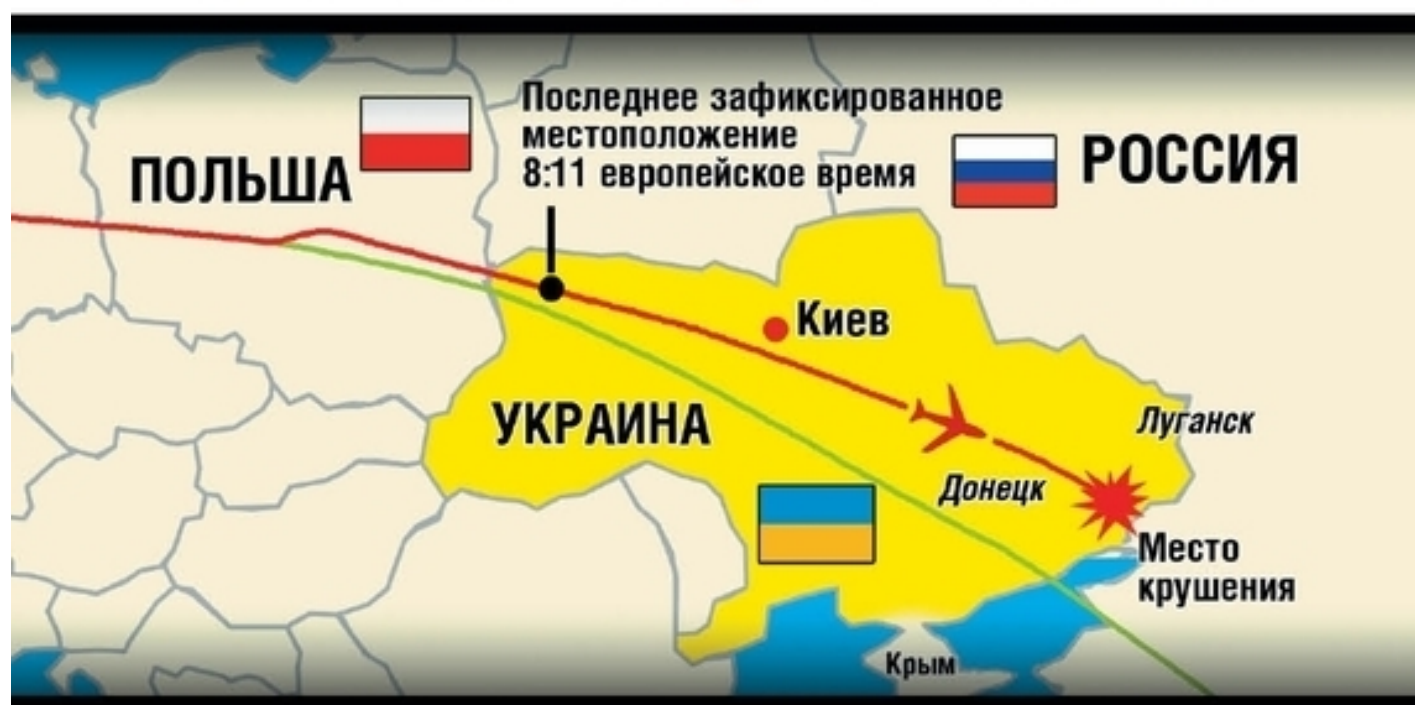 Последнее зафиксированное
местоположение
8:11 европейское время
ПОЛЬША
РОССИЯ
Киев
УКРАИНА
Луганск
Донецк
Место
крушения
Крым